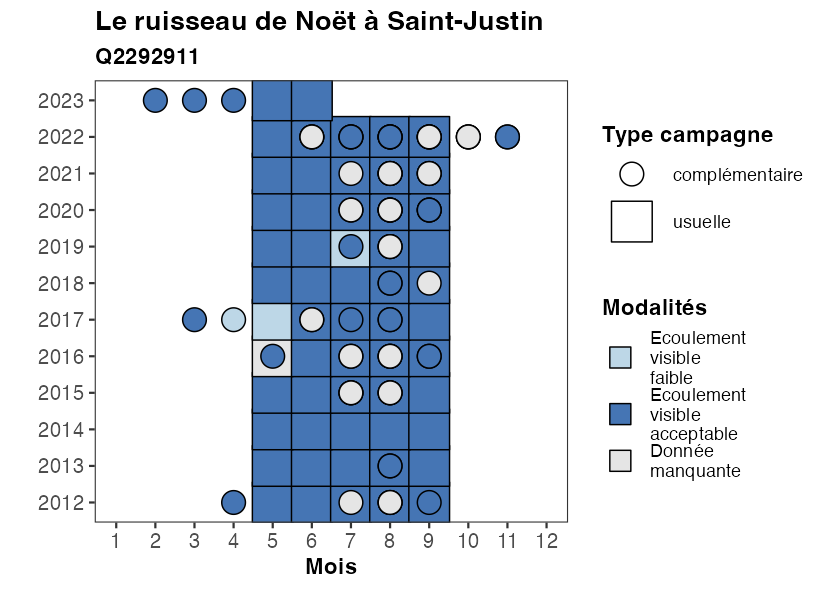 Le ruisseau de Noët à Saint-Justin
Q2292911
2023
2022
2021
2020
2019
2018
2017
2016
2015
2014
2013
2012
1 2 3 4 5 6 7 8 9 10 11 12
Mois
Type campagne
complémentaire
usuelle
Modalités
Ecoulement
visible
faible
Ecoulement
visible
acceptable
Donnée
manquante